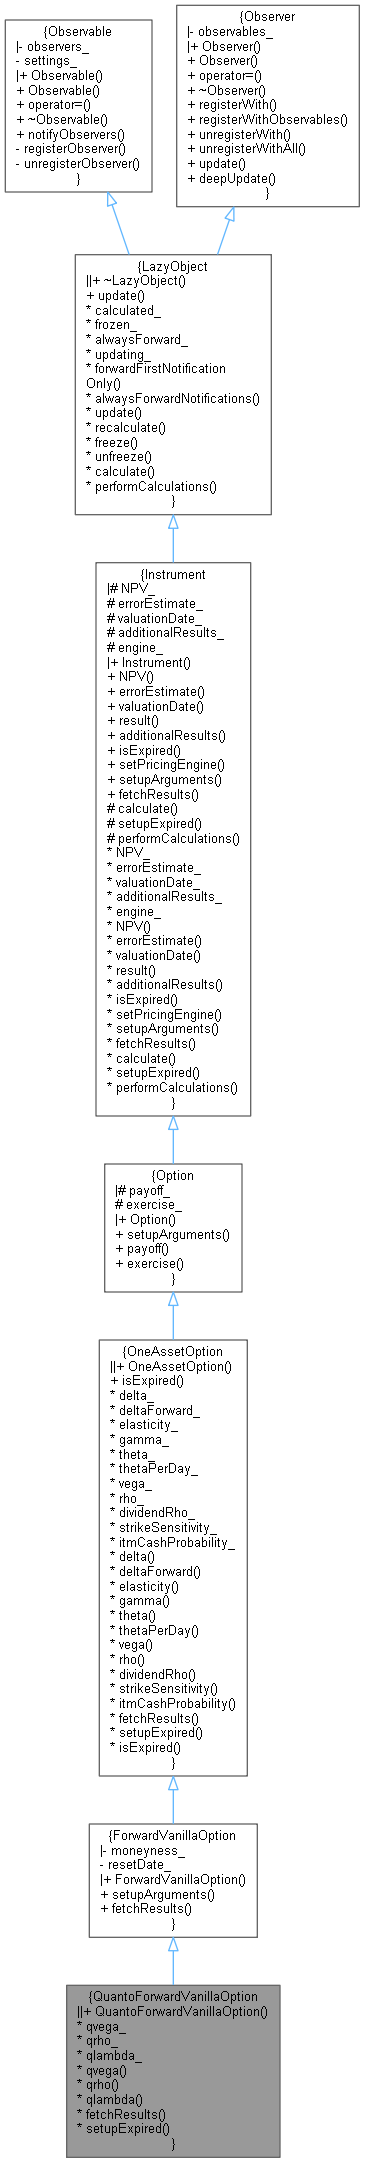 {Observable
|- observers_
- settings_
|+ Observable()
+ Observable()
+ operator=()
+ ~Observable()
+ notifyObservers()
- registerObserver()
- unregisterObserver()
}
{Observer
|- observables_
|+ Observer()
+ Observer()
+ operator=()
+ ~Observer()
+ registerWith()
+ registerWithObservables()
+ unregisterWith()
+ unregisterWithAll()
+ update()
+ deepUpdate()
}
{LazyObject
||+ ~LazyObject()
+ update()
* calculated_
* frozen_
* alwaysForward_
* updating_
* forwardFirstNotification
Only()
* alwaysForwardNotifications()
* update()
* recalculate()
* freeze()
* unfreeze()
* calculate()
* performCalculations()
}
{Instrument
|# NPV_
# errorEstimate_
# valuationDate_
# additionalResults_
# engine_
|+ Instrument()
+ NPV()
+ errorEstimate()
+ valuationDate()
+ result()
+ additionalResults()
+ isExpired()
+ setPricingEngine()
+ setupArguments()
+ fetchResults()
# calculate()
# setupExpired()
# performCalculations()
* NPV_
* errorEstimate_
* valuationDate_
* additionalResults_
* engine_
* NPV()
* errorEstimate()
* valuationDate()
* result()
* additionalResults()
* isExpired()
* setPricingEngine()
* setupArguments()
* fetchResults()
* calculate()
* setupExpired()
* performCalculations()
}
{Option
|# payoff_
# exercise_
|+ Option()
+ setupArguments()
+ payoff()
+ exercise()
}
{OneAssetOption
||+ OneAssetOption()
+ isExpired()
* delta_
* deltaForward_
* elasticity_
* gamma_
* theta_
* thetaPerDay_
* vega_
* rho_
* dividendRho_
* strikeSensitivity_
* itmCashProbability_
* delta()
* deltaForward()
* elasticity()
* gamma()
* theta()
* thetaPerDay()
* vega()
* rho()
* dividendRho()
* strikeSensitivity()
* itmCashProbability()
* fetchResults()
* setupExpired()
* isExpired()
}
{ForwardVanillaOption
|- moneyness_
- resetDate_
|+ ForwardVanillaOption()
+ setupArguments()
+ fetchResults()
}
{QuantoForwardVanillaOption
||+ QuantoForwardVanillaOption()
* qvega_
* qrho_
* qlambda_
* qvega()
* qrho()
* qlambda()
* fetchResults()
* setupExpired()
}